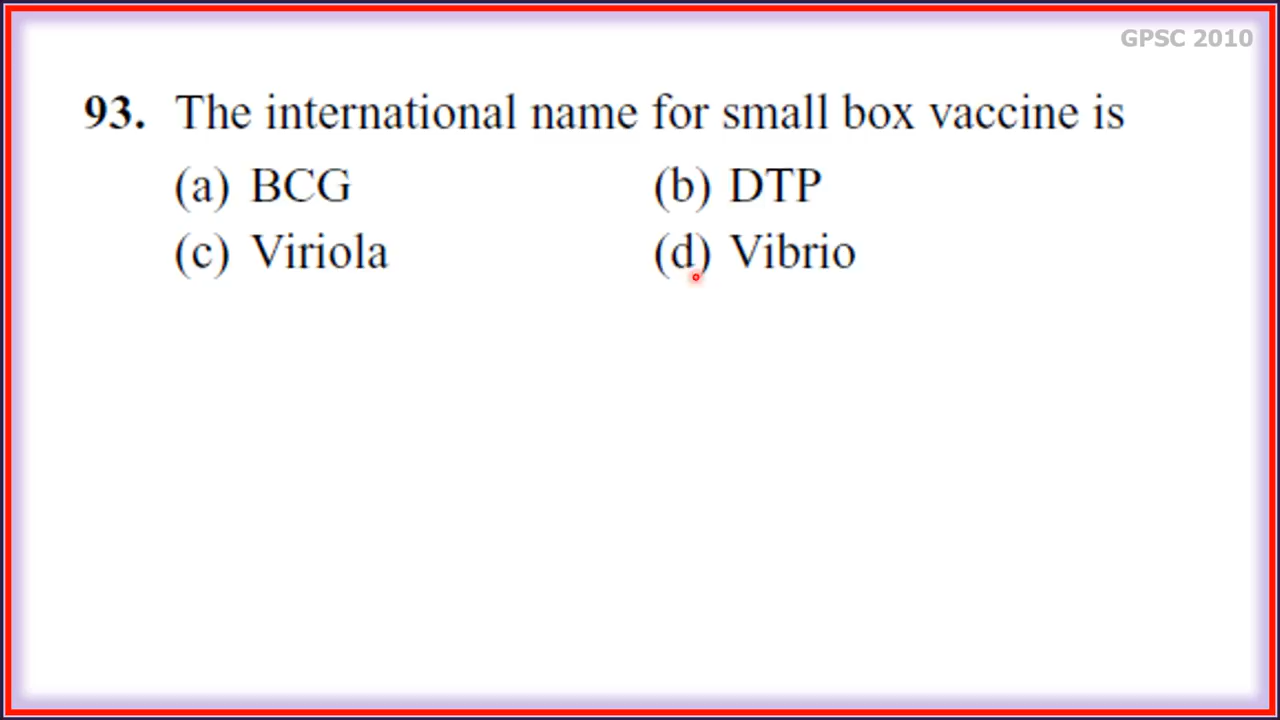 GPSC 2010
93. The international name for small box vaccine is
(a) BCG (b) DTP
(c) Viriola (d) Vibrio